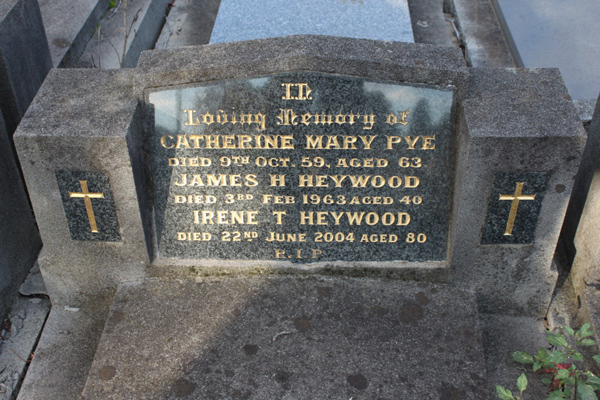 In
Loving Memory of
CATHERINE MARY PYE
DIED 9TH OCT. 59, AGED 63
JAMES H HEYWOOD
DIED 3RD FEB 1963 AGED 40
IRENE T HEYWOOD
DIED 22ND JUNE 2004 AGED 80
R.I.P